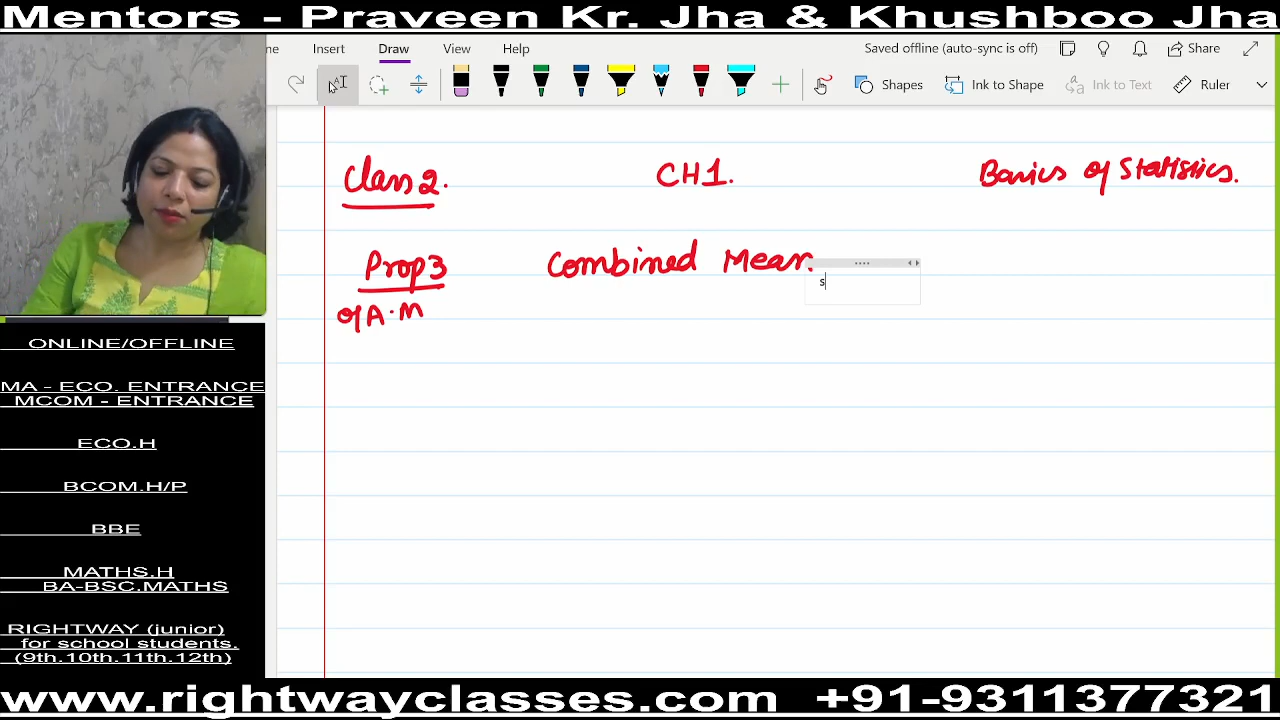 Mentors - Praveen Kr. Jha & Khushboo Jha
me Insert Draw View Help Saved offline (auto-sync is off) Share
Shapes Ink to Shape Ink to Text Ruler
Class 2. CH1. Basics of Statistics.
Prop 3 Combined Mean
s
of A.M
ONLINE/OFFLINE
MA - ECO. ENTRANCE
MCOM - ENTRANCE
ECO.H
BCOM.H/P
BBE
MATHS.H
BA-BSC.MATHS
RIGHTWAY (junior)
for school students.
(9th.10th.11th.12th)
www.rightwayclasses.com +91-9311377321